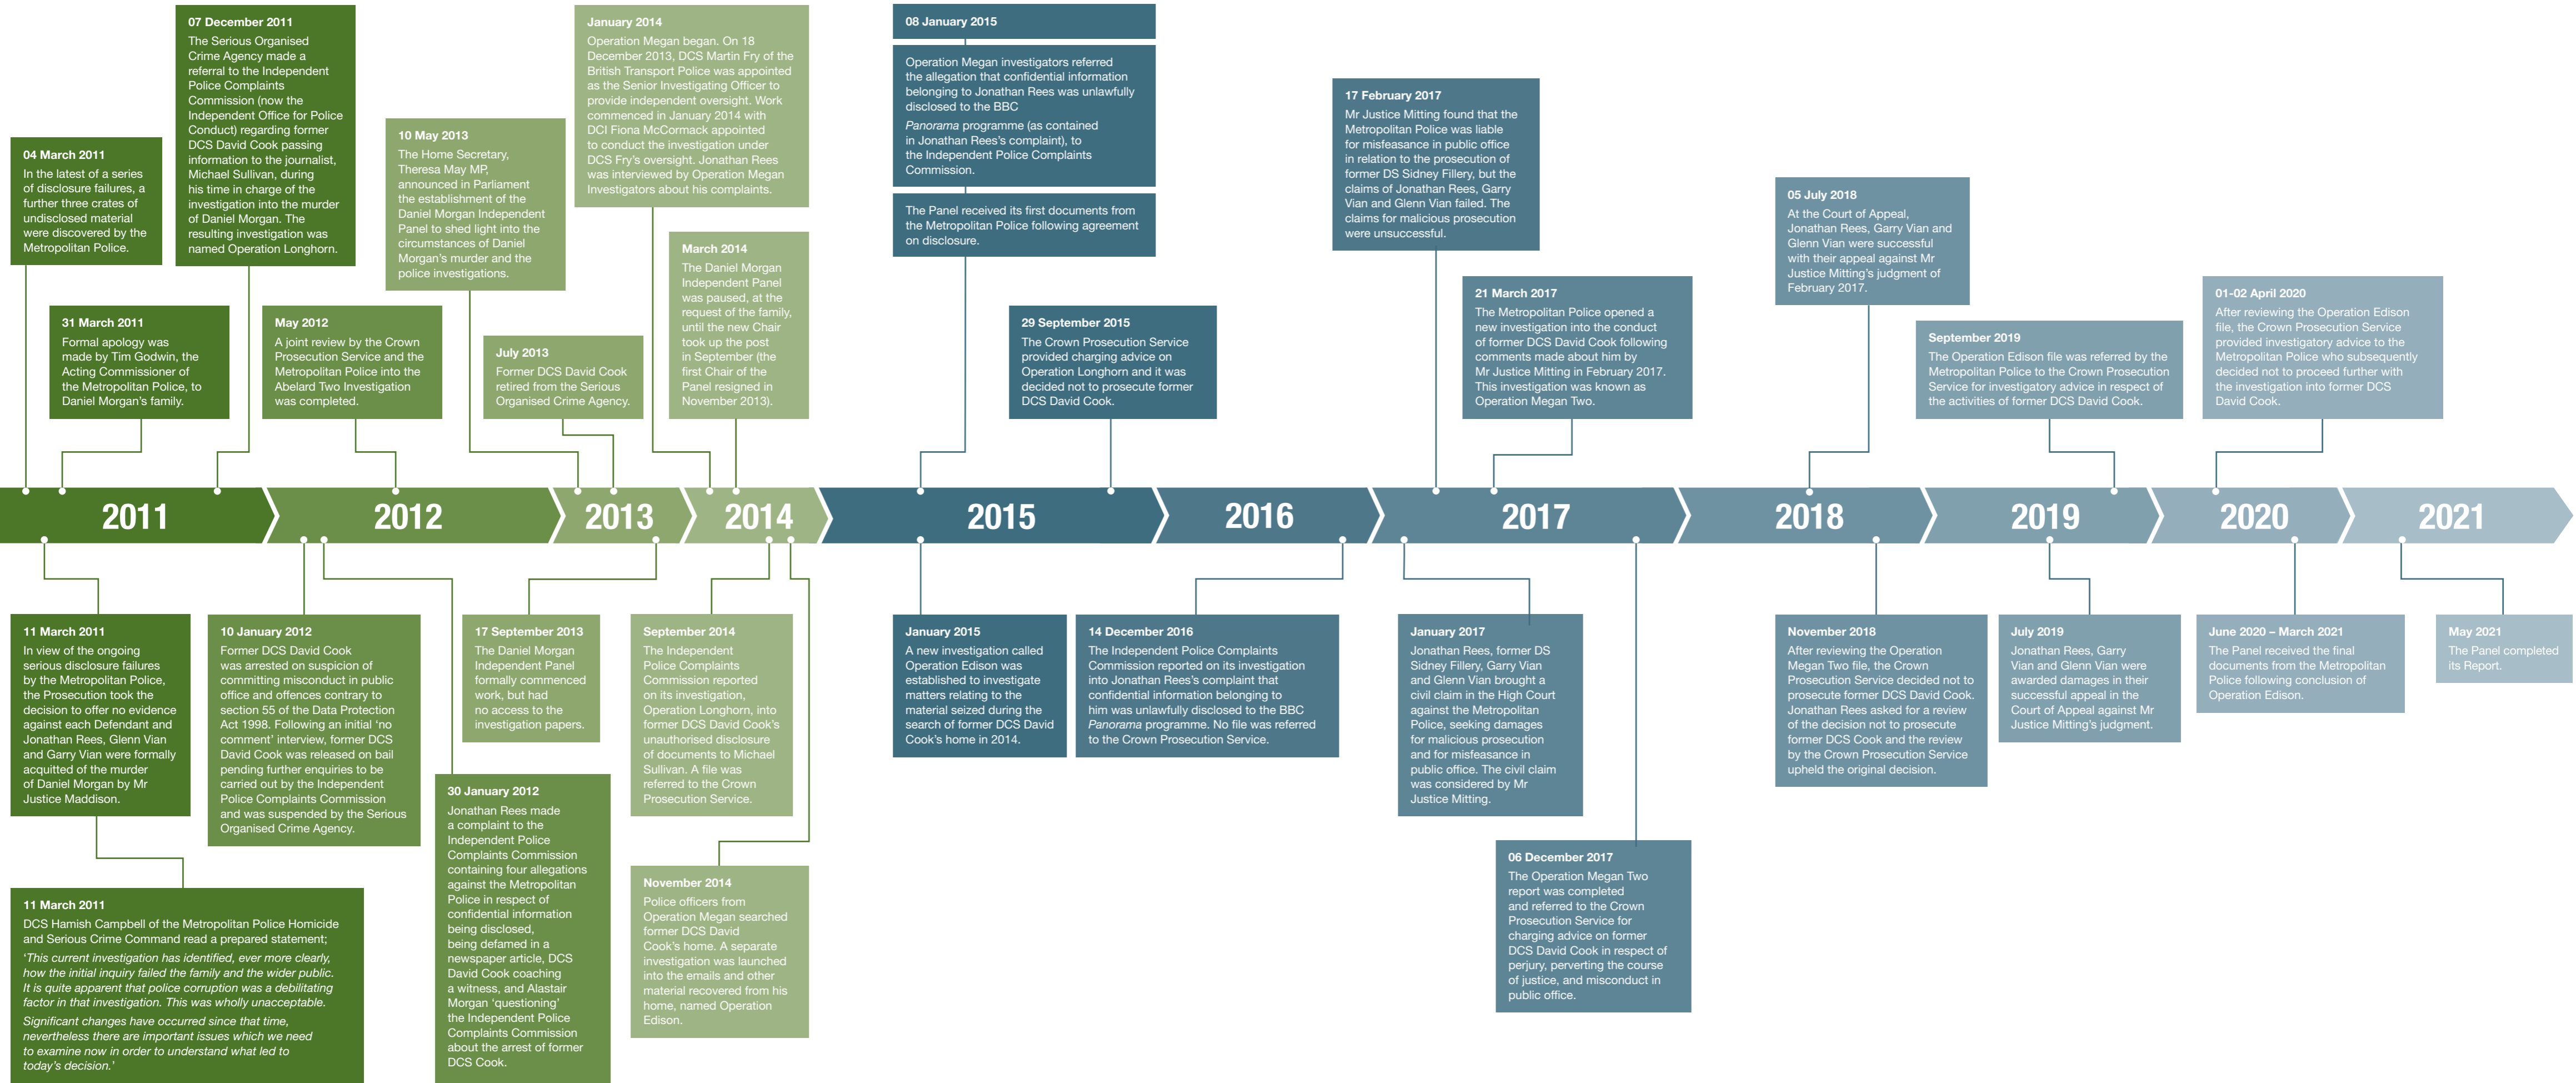 04 March 2011
In the latest of a series
of disclosure failures, a
further three crates of
undisclosed material
were discovered by the
Metropolitan Police.
31 March 2011
Formal apology was
made by Tim Godwin, the
Acting Commissioner of
the Metropolitan Police, to
Daniel Morgan's family.
07 December 2011
The Serious Organised
Crime Agency made a
referral to the Independent
Police Complaints
Commission (now the
Independent Office for Police
Conduct) regarding former
DCS David Cook passing
information to the journalist,
Michael Sullivan, during
his time in charge of the
investigation into the murder
of Daniel Morgan. The
resulting investigation was
named Operation Longhorn.
May 2012
A joint review by the Crown
Prosecution Service and the
Metropolitan Police into the
Abelard Two Investigation
was completed.
10 May 2013
The Home Secretary,
Theresa May MP,
announced in Parliament
the establishment of the
Daniel Morgan Independent
Panel to shed light into the
circumstances of Daniel
Morgan's murder and the
police investigations.
July 2013
Former DCS David Cook
retired from the Serious
Organised Crime Agency.
January 2014
Operation Megan began. On 18
December 2013, DCS Martin Fry of the
British Transport Police was appointed
as the Senior Investigating Officer to
provide independent oversight. Work
commenced in January 2014 with
DCI Fiona McCormack appointed
to conduct the investigation under
DCS Fry's oversight. Jonathan Rees
was interviewed by Operation Megan
Investigators about his complaints.
March 2014
The Daniel Morgan
Independent Panel
was paused, at the
request of the family,
until the new Chair
took up the post
in September (the
first Chair of the
Panel resigned in
November 2013).
08 January 2015
Operation Megan investigators referred
the allegation that confidential information
belonging to Jonathan Rees was unlawfully
disclosed to the BBC
Panorama programme (as contained
in Jonathan Rees's complaint), to
the Independent Police Complaints
Commission.
The Panel received its first documents from
the Metropolitan Police following agreement
on disclosure.
29 September 2015
The Crown Prosecution Service
provided charging advice on
Operation Longhorn and it was
decided not to prosecute former
DCS David Cook.
17 February 2017
Mr Justice Mitting found that the
Metropolitan Police was liable
for misfeasance in public office
in relation to the prosecution of
former DS Sidney Fillery, but the
claims of Jonathan Rees, Garry
Vian and Glenn Vian failed. The
claims for malicious prosecution
were unsuccessful.
21 March 2017
The Metropolitan Police opened a
new investigation into the conduct
of former DCS David Cook following
comments made about him by
Mr Justice Mitting in February 2017.
This investigation was known as
Operation Megan Two.
05 July 2018
At the Court of Appeal,
Jonathan Rees, Garry Vian and
Glenn Vian were successful
with their appeal against Mr
Justice Mitting's judgment of
February 2017.
September 2019
The Operation Edison file was referred by the
Metropolitan Police to the Crown Prosecution
Service for investigatory advice in respect of
the activities of former DCS David Cook.
01-02 April 2020
After reviewing the Operation Edison
file, the Crown Prosecution Service
provided investigatory advice to the
Metropolitan Police who subsequently
decided not to proceed further with
the investigation into former DCS
David Cook.
2011
2012
2013
2014
2015
2016
2017
2018
2019
2020
2021
11 March 2011
In view of the ongoing
serious disclosure failures
by the Metropolitan Police,
the Prosecution took the
decision to offer no evidence
against each Defendant and
Jonathan Rees, Glenn Vian
and Garry Vian were formally
acquitted of the murder
of Daniel Morgan by Mr
Justice Maddison.
11 March 2011
DCS Hamish Campbell of the Metropolitan Police Homicide
and Serious Crime Command read a prepared statement;
'This current investigation has identified, ever more clearly,
how the initial inquiry failed the family and the wider public.
It is quite apparent that police corruption was a debilitating
factor in that investigation. This was wholly unacceptable.
Significant changes have occurred since that time,
nevertheless there are important issues which we need
to examine now in order to understand what led to
today's decision.'
10 January 2012
Former DCS David Cook
was arrested on suspicion of
committing misconduct in public
office and offences contrary to
section 55 of the Data Protection
Act 1998. Following an initial 'no
comment' interview, former DCS
David Cook was released on bail
pending further enquiries to be
carried out by the Independent
Police Complaints Commission
and was suspended by the Serious
Organised Crime Agency.
30 January 2012
Jonathan Rees made
a complaint to the
Independent Police
Complaints Commission
containing four allegations
against the Metropolitan
Police in respect of
confidential information
being disclosed,
being defamed in a
newspaper article, DCS
David Cook coaching
a witness, and Alastair
Morgan 'questioning'
the Independent Police
Complaints Commission
about the arrest of former
DCS Cook.
17 September 2013
The Daniel Morgan
Independent Panel
formally commenced
work, but had
no access to the
investigation papers.
September 2014
The Independent
Police Complaints
Commission reported
on its investigation,
Operation Longhorn, into
former DCS David Cook's
unauthorised disclosure
of documents to Michael
Sullivan. A file was
referred to the Crown
Prosecution Service.
November 2014
Police officers from
Operation Megan searched
former DCS David
Cook's home. A separate
investigation was launched
into the emails and other
material recovered from his
home, named Operation
Edison.
January 2015
A new investigation called
Operation Edison was
established to investigate
matters relating to the
material seized during the
search of former DCS David
Cook's home in 2014.
14 December 2016
The Independent Police Complaints
Commission reported on its investigation
into Jonathan Rees's complaint that
confidential information belonging to
him was unlawfully disclosed to the BBC
Panorama programme. No file was referred
to the Crown Prosecution Service.
January 2017
Jonathan Rees, former DS
Sidney Fillery, Garry Vian
and Glenn Vian brought a
civil claim in the High Court
against the Metropolitan
Police, seeking damages
for malicious prosecution
and for misfeasance in
public office. The civil claim
was considered by Mr
Justice Mitting.
06 December 2017
The Operation Megan Two
report was completed
and referred to the Crown
Prosecution Service for
charging advice on former
DCS David Cook in respect of
perjury, perverting the course
of justice, and misconduct in
public office.
November 2018
After reviewing the Operation
Megan Two file, the Crown
Prosecution Service decided not to
prosecute former DCS David Cook.
Jonathan Rees asked for a review
of the decision not to prosecute
former DCS Cook and the review
by the Crown Prosecution Service
upheld the original decision.
July 2019
Jonathan Rees, Garry
Vian and Glenn Vian were
awarded damages in their
successful appeal in the
Court of Appeal against Mr
Justice Mitting's judgment.
June 2020 – March 2021
The Panel received the final
documents from the Metropolitan
Police following conclusion of
Operation Edison.
May 2021
The Panel completed
its Report.